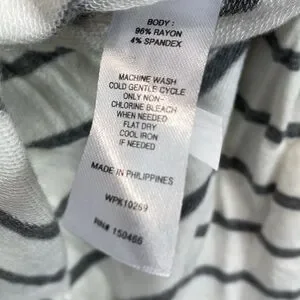 BODY:
96% RAYON
4% SPANDEX
MACHINE WASH
COLD GENTLE CYCLE
ONLY NON-
CHLORINE BLEACH
WHEN NEEDED
FLAT DRY
COOL IRON
IF NEEDED
MADE IN PHILIPPINES
WPK10259
RN# 150466